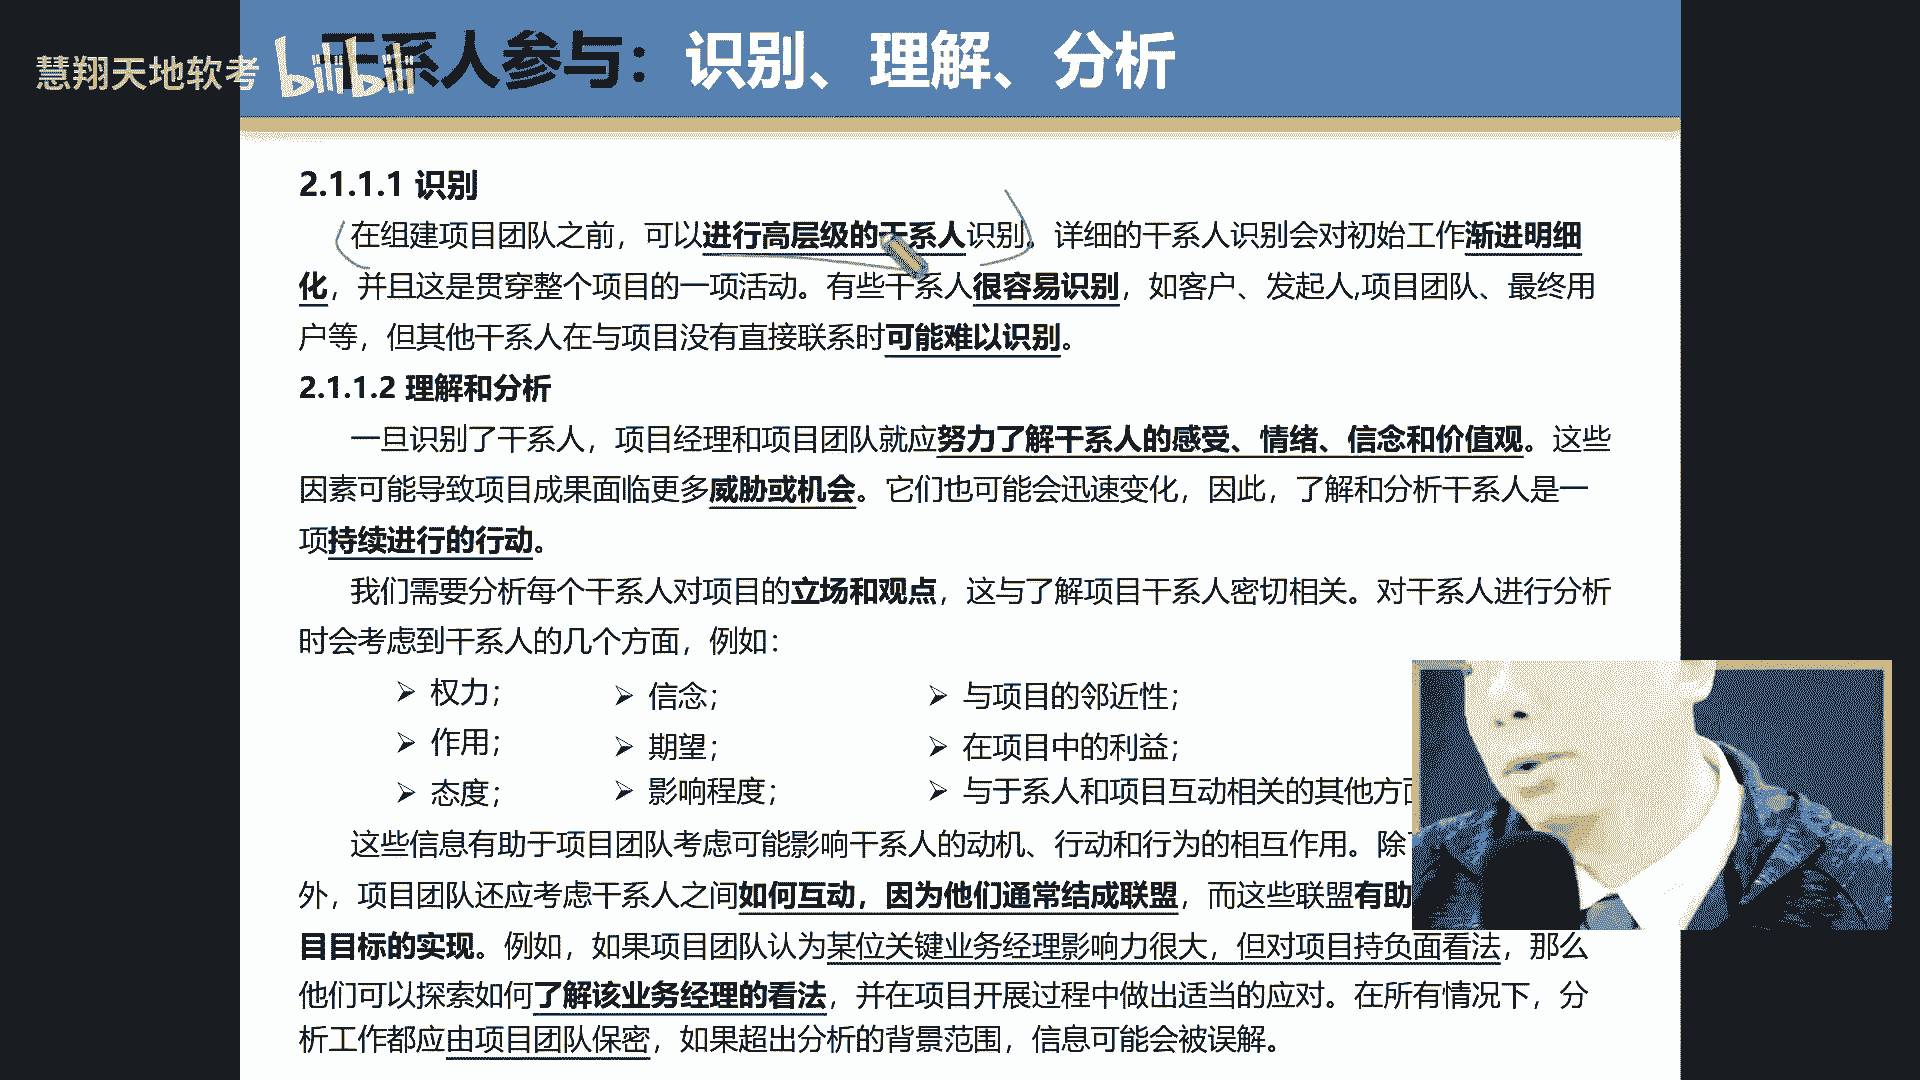 慧翔天地软考
bilibili
干系人参与：识别、理解、分析
2.1.1.1 识别
在组建项目团队之前，可以进行高层级的干系人识别。详细的干系人识别会对初始工作渐进明细
化，并且这是贯穿整个项目的一项活动。有些干系人很容易识别，如客户、发起人,项目团队、最终用
户等，但其他干系人在与项目没有直接联系时可能难以识别。
2.1.1.2 理解和分析
一旦识别了干系人，项目经理和项目团队就应努力了解干系人的感受、情绪、信念和价值观。这些
因素可能导致项目成果面临更多威胁或机会。它们也可能会迅速变化，因此，了解和分析干系人是一
项持续进行的行动。
我们需要分析每个干系人对项目的立场和观点，这与了解项目干系人密切相关。对干系人进行分析
时会考虑到干系人的几个方面，例如：
➢ 权力； ➢ 信念； ➢ 与项目的邻近性；
➢ 作用； ➢ 期望； ➢ 在项目中的利益；
➢ 态度； ➢ 影响程度； ➢ 与于系人和项目互动相关的其他方
这些信息有助于项目团队考虑可能影响干系人的动机、行动和行为的相互作用。除
外，项目团队还应考虑干系人之间如何互动，因为他们通常结成联盟，而这些联盟有助
目目标的实现。例如，如果项目团队认为某位关键业务经理影响力很大，但对项目持负面看法，那么
他们可以探索如何了解该业务经理的看法，并在项目开展过程中做出适当的应对。在所有情况下，分
析工作都应由项目团队保密，如果超出分析的背景范围，信息可能会被误解。